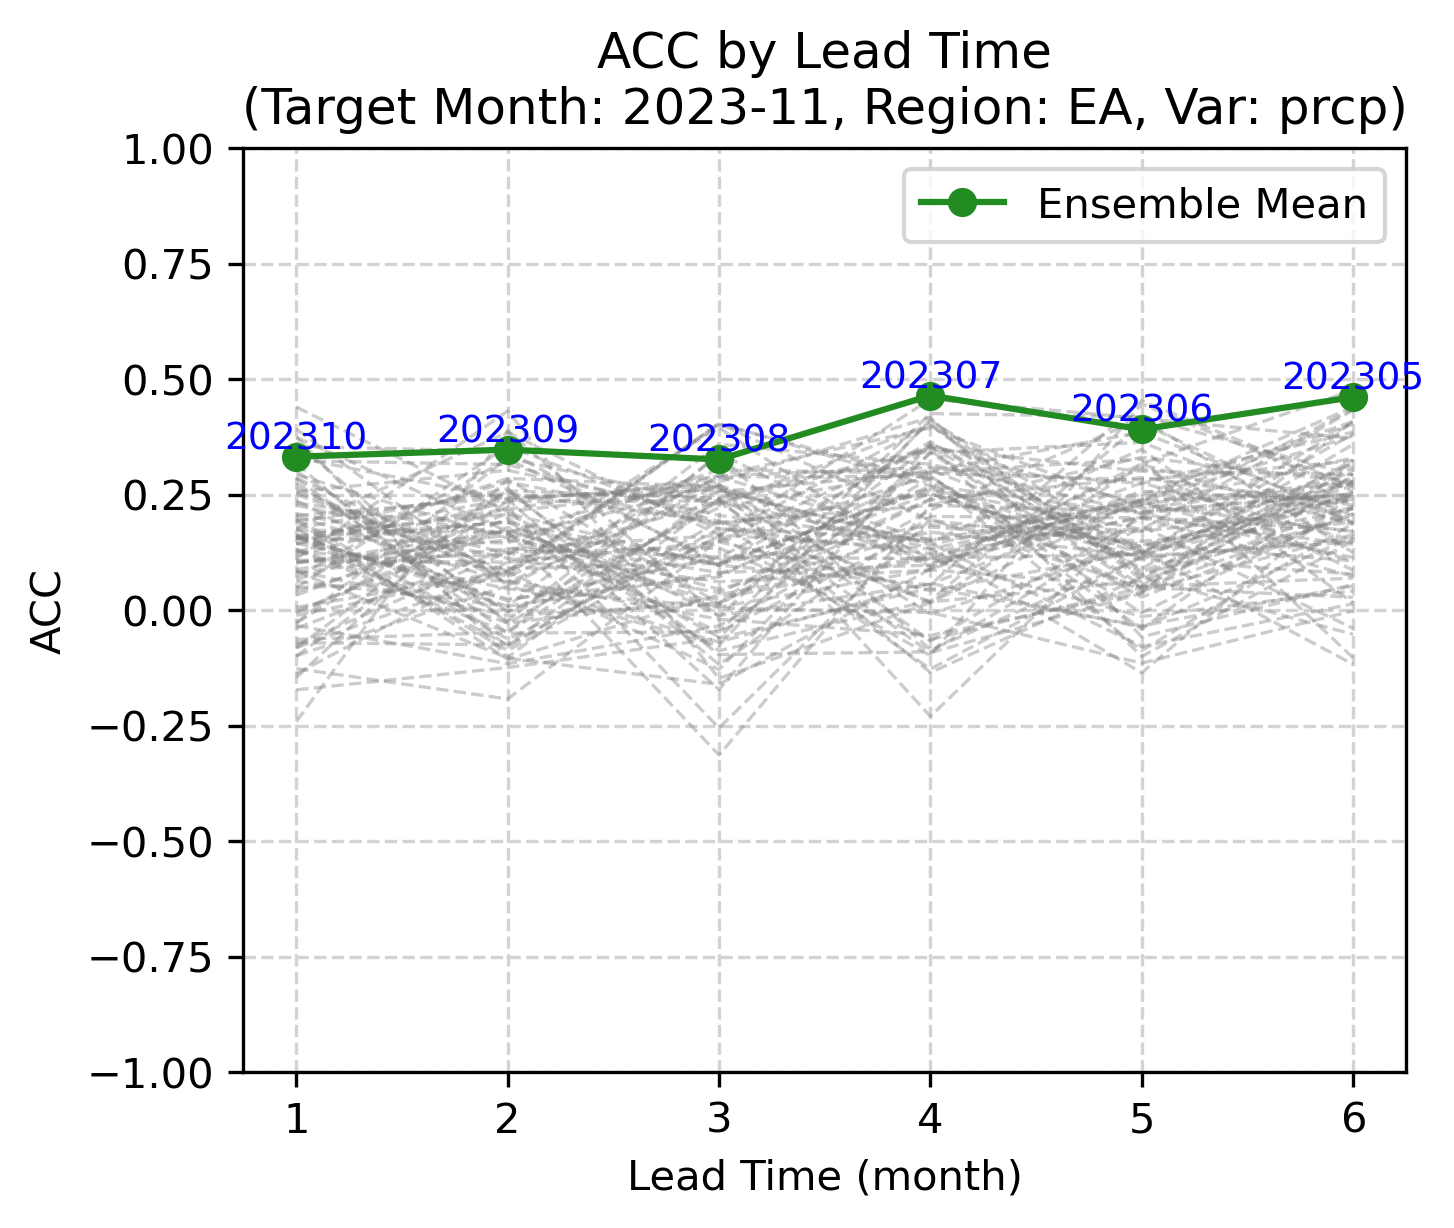 ACC by Lead Time
(Target Month: 2023-11, Region: EA, Var: prcp)
1.00
0.75
0.50
0.25
0.00
−0.25
−0.50
−0.75
−1.00
ACC
Ensemble Mean
202310
202309
202308
202307
202306
202305
1 2 3 4 5 6
Lead Time (month)